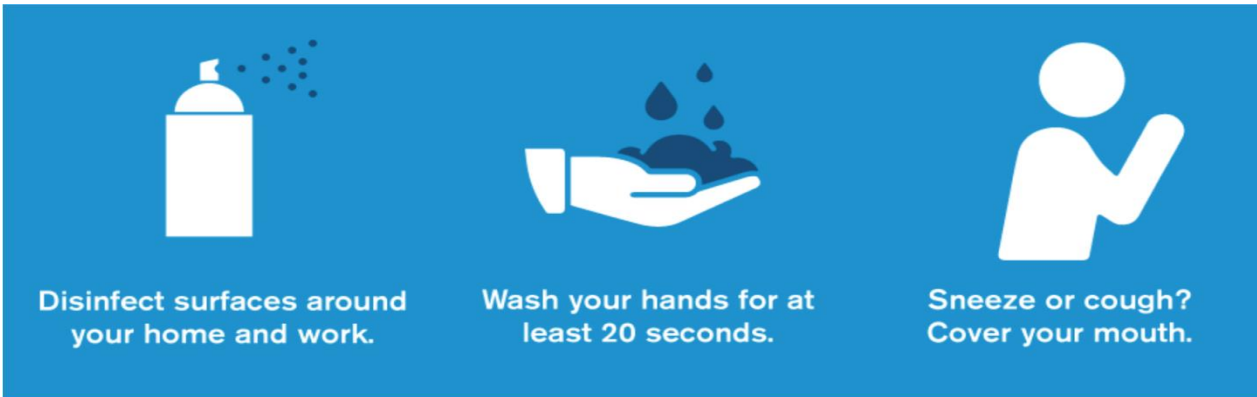 Disinfect surfaces around
your home and work.
Wash your hands for at
least 20 seconds.
Sneeze or cough?
Cover your mouth.